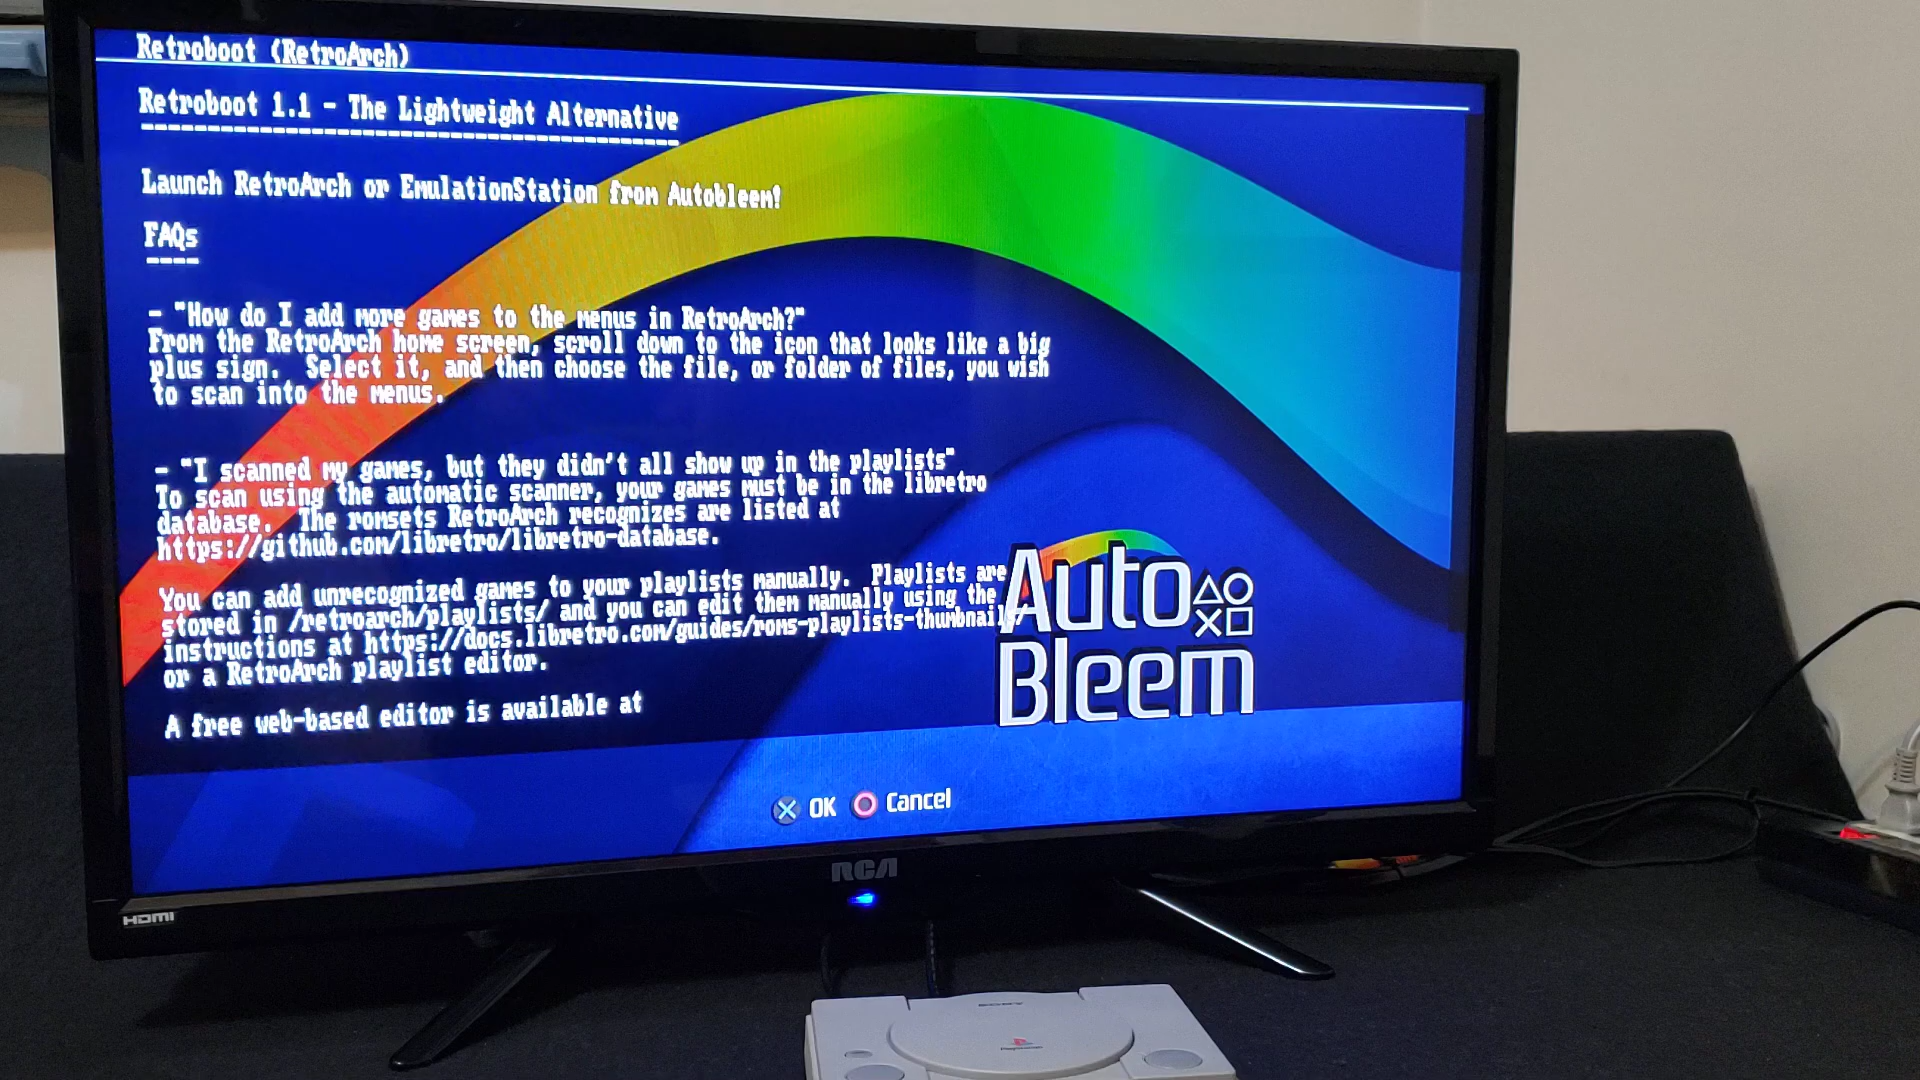 Retroboot (RetroArch)
Retroboot 1.1 - The Lightweight Alternative
Launch RetroArch or EmulationStation from Autobleem!
FAQs
- "How do I add more games to the menus in RetroArch?"
From the RetroArch home screen, scroll down to the icon that looks like a big
plus sign. Select it, and then choose the file, or folder of files, you wish
to scan into the menus.
- "I scanned my games, but they didn't all show up in the playlists"
To scan using the automatic scanner, your games must be in the libretro
database. The romsets RetroArch recognizes are listed at
https://github.com/libretro/libretro-database.
You can add unrecognized games to your playlists manually. Playlists are
stored in /retroarch/playlists/ and you can edit them manually using the
instructions at https://docs.libretro.com/guides/roms-playlists-thumbnails/
or a RetroArch playlist editor.
A free web-based editor is available at
Auto
Bleem
OK Cancel
RCA
HDMI
SONY
PlayStation